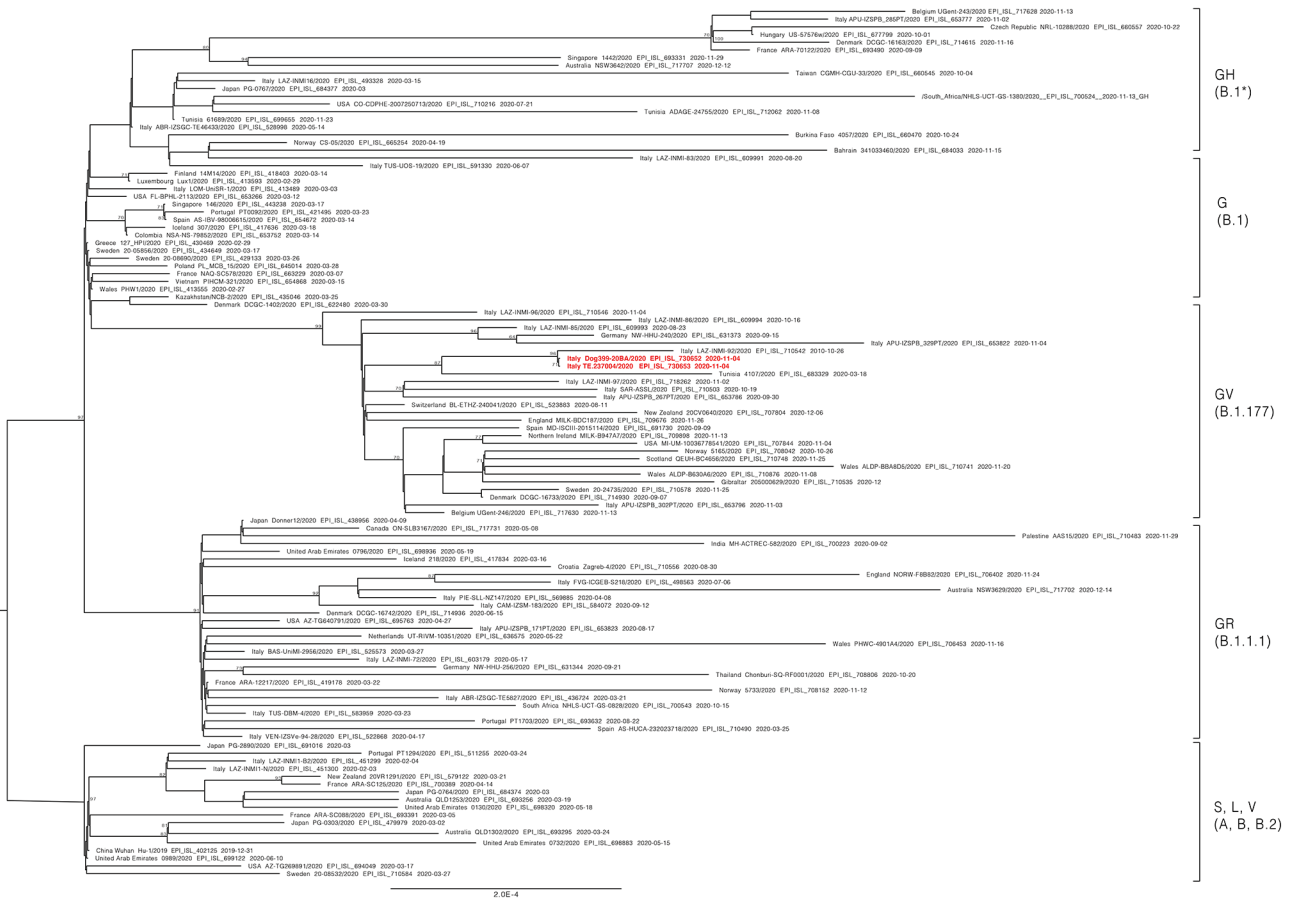 Belgium UGent-243/2020 EPI_ISL_717628 2020-11-13
Italy APU-IZSPB_285PT/2020 EPI_ISL_653777 2020-11-02
Czech Republic NRL-10288/2020 EPI_ISL_660557 2020-10-22
Hungary US-57576w/2020 EPI_ISL_677799 2020-10-01
Denmark DCGC-16163/2020 EPI_ISL_714615 2020-11-16
France ARA-70122/2020 EPI_ISL_693490 2020-09-09
Singapore 1442/2020 EPI_ISL_693331 2020-11-29
Australia NSW3642/2020 EPI_ISL_717707 2020-12-12
Taiwan CGMH-CGU-33/2020 EPI_ISL_660545 2020-10-04
Italy LAZ-INMI16/2020 EPI_ISL_493328 2020-03-15
Japan PG-0767/2020 EPI_ISL_684377 2020-03
/South_Africa/NHLS-UCT-GS-1380/2020__EPI_ISL_700524__2020-11-13_GH
USA CO-CDPHE-2007250713/2020 EPI_ISL_710216 2020-07-21
Tunisia ADAGE-24755/2020 EPI_ISL_712062 2020-11-08
Tunisia 61689/2020 EPI_ISL_699655 2020-11-23
Italy ABR-IZSGC-TE46433/2020 EPI_ISL_528998 2020-05-14
GH
(B.1*)
Burkina Faso 4057/2020 EPI_ISL_660470 2020-10-24
Norway CS-05/2020 EPI_ISL_665254 2020-04-19
Bahrain 341033460/2020 EPI_ISL_684033 2020-11-15
Italy LAZ-INMI-83/2020 EPI_ISL_609991 2020-08-20
Italy TUS-UOS-19/2020 EPI_ISL_591330 2020-06-07
Finland 14M14/2020 EPI_ISL_418403 2020-03-14
Luxembourg Lux1/2020 EPI_ISL_413593 2020-02-29
Italy LOM-UniSR-1/2020 EPI_ISL_413489 2020-03-03
USA FL-BPHL-2113/2020 EPI_ISL_653266 2020-03-12
Singapore 146/2020 EPI_ISL_443238 2020-03-17
Portugal PT0092/2020 EPI_ISL_421495 2020-03-23
Spain AS-IBV-98006615/2020 EPI_ISL_654672 2020-03-14
Iceland 307/2020 EPI_ISL_417636 2020-03-18
Colombia NSA-NS-79852/2020 EPI_ISL_653752 2020-03-14
Greece 127_HPI/2020 EPI_ISL_430469 2020-02-29
Sweden 20-05856/2020 EPI_ISL_434649 2020-03-17
Sweden 20-08690/2020 EPI_ISL_429133 2020-03-26
Poland PL_MCB_15/2020 EPI_ISL_645014 2020-03-28
France NAQ-SC578/2020 EPI_ISL_663229 2020-03-07
Vietnam PIHCM-321/2020 EPI_ISL_654868 2020-03-15
Wales PHW1/2020 EPI_ISL_413555 2020-02-27
Kazakhstan/NCB-2/2020 EPI_ISL_435046 2020-03-25
Denmark DCGC-1402/2020 EPI_ISL_622480 2020-03-30
G
(B.1)
Italy LAZ-INMI-96/2020 EPI_ISL_710546 2020-11-04
Italy LAZ-INMI-86/2020 EPI_ISL_609994 2020-10-16
Italy LAZ-INMI-85/2020 EPI_ISL_609993 2020-08-23
Germany NW-HHU-240/2020 EPI_ISL_631373 2020-09-15
Italy APU-IZSPB_329PT/2020 EPI_ISL_653822 2020-11-04
Italy LAZ-INMI-92/2020 EPI_ISL_710542 2010-10-26
Italy Dog399-20BA/2020 EPI_ISL_730652 2020-11-04
Italy TE.237004/2020 EPI_ISL_730653 2020-11-04
Tunisia 4107/2020 EPI_ISL_683329 2020-03-18
Italy LAZ-INMI-97/2020 EPI_ISL_718262 2020-11-02
Italy SAR-ASSL/2020 EPI_ISL_710503 2020-10-19
Italy APU-IZSPB_267PT/2020 EPI_ISL_653786 2020-09-30
Switzerland BL-ETHZ-240041/2020 EPI_ISL_523883 2020-08-11
New Zealand 20CV0640/2020 EPI_ISL_707804 2020-12-06
England MILK-BDC187/2020 EPI_ISL_709676 2020-11-26
Spain MD-ISCIII-2015114/2020 EPI_ISL_691730 2020-09-09
Northern Ireland MILK-B947A7/2020 EPI_ISL_709898 2020-11-13
USA MI-UM-10036778541/2020 EPI_ISL_707844 2020-11-04
Norway 5165/2020 EPI_ISL_708042 2020-10-26
Scotland QEUH-BC4656/2020 EPI_ISL_710748 2020-11-25
Wales ALDP-BBA8D5/2020 EPI_ISL_710741 2020-11-20
Wales ALDP-B630A6/2020 EPI_ISL_710876 2020-11-08
Gibraltar 205000629/2020 EPI_ISL_710535 2020-12
Sweden 20-24735/2020 EPI_ISL_710578 2020-11-25
Denmark DCGC-16733/2020 EPI_ISL_714930 2020-09-07
Italy APU-IZSPB_302PT/2020 EPI_ISL_653796 2020-11-03
Belgium UGent-246/2020 EPI_ISL_717630 2020-11-13
GV
(B.1.177)
Japan Donner12/2020 EPI_ISL_438956 2020-04-09
Canada ON-SLB3167/2020 EPI_ISL_717731 2020-05-08
Palestine AAS15/2020 EPI_ISL_710483 2020-11-29
India MH-ACTREC-582/2020 EPI_ISL_700223 2020-09-02
United Arab Emirates 0796/2020 EPI_ISL_698936 2020-05-19
Iceland 218/2020 EPI_ISL_417834 2020-03-16
Croatia Zagreb-4/2020 EPI_ISL_710556 2020-08-30
England NORW-F8B82/2020 EPI_ISL_706402 2020-11-24
Italy FVG-ICGEB-S218/2020 EPI_ISL_498563 2020-07-06
Australia NSW3629/2020 EPI_ISL_717702 2020-12-14
Italy PIE-SLL-NZ147/2020 EPI_ISL_569885 2020-04-08
Italy CAM-IZSM-183/2020 EPI_ISL_584072 2020-09-12
Denmark DCGC-16742/2020 EPI_ISL_714936 2020-06-15
USA AZ-TG640791/2020 EPI_ISL_695763 2020-04-27
Italy APU-IZSPB_171PT/2020 EPI_ISL_653823 2020-08-17
Netherlands UT-RIVM-10351/2020 EPI_ISL_636575 2020-05-22
Wales PHWC-4901A4/2020 EPI_ISL_706453 2020-11-16
Italy BAS-UniMI-2956/2020 EPI_ISL_525573 2020-03-27
Italy LAZ-INMI-72/2020 EPI_ISL_603179 2020-05-17
Germany NW-HHU-256/2020 EPI_ISL_631344 2020-09-21
Thailand Chonburi-SQ-RF0001/2020 EPI_ISL_708806 2020-10-20
France ARA-12217/2020 EPI_ISL_419178 2020-03-22
Norway 5733/2020 EPI_ISL_708152 2020-11-12
Italy ABR-IZSGC-TE5627/2020 EPI_ISL_436724 2020-03-21
South Africa NHLS-UCT-GS-0828/2020 EPI_ISL_700543 2020-10-15
Italy TUS-DBM-4/2020 EPI_ISL_583959 2020-03-23
Portugal PT1703/2020 EPI_ISL_693632 2020-08-22
Spain AS-HUCA-232023718/2020 EPI_ISL_710490 2020-03-25
Italy VEN-IZSVe-94-28/2020 EPI_ISL_522868 2020-04-17
GR
(B.1.1.1)
Japan PG-2690/2020 EPI_ISL_691016 2020-03
Portugal PT1294/2020 EPI_ISL_511255 2020-03-24
Italy LAZ-INMI1-B2/2020 EPI_ISL_451299 2020-02-04
Italy LAZ-INMI1-N/2020 EPI_ISL_451300 2020-02-03
New Zealand 20VR1291/2020 EPI_ISL_579122 2020-03-21
France ARA-SC125/2020 EPI_ISL_700389 2020-04-14
Japan PG-0764/2020 EPI_ISL_684374 2020-03
Australia QLD1253/2020 EPI_ISL_693256 2020-03-19
United Arab Emirates 0130/2020 EPI_ISL_698320 2020-05-18
France ARA-SC088/2020 EPI_ISL_693391 2020-03-05
Japan PG-0303/2020 EPI_ISL_479979 2020-03-02
Australia QLD1302/2020 EPI_ISL_693295 2020-03-24
United Arab Emirates 0732/2020 EPI_ISL_698883 2020-05-15
China Wuhan Hu-1/2019 EPI_ISL_402125 2019-12-31
United Arab Emirates 0989/2020 EPI_ISL_699122 2020-06-10
USA AZ-TG269891/2020 EPI_ISL_694049 2020-03-17
Sweden 20-08532/2020 EPI_ISL_710584 2020-03-27
S, L, V
(A, B, B.2)
97
99
100
2.0E-4